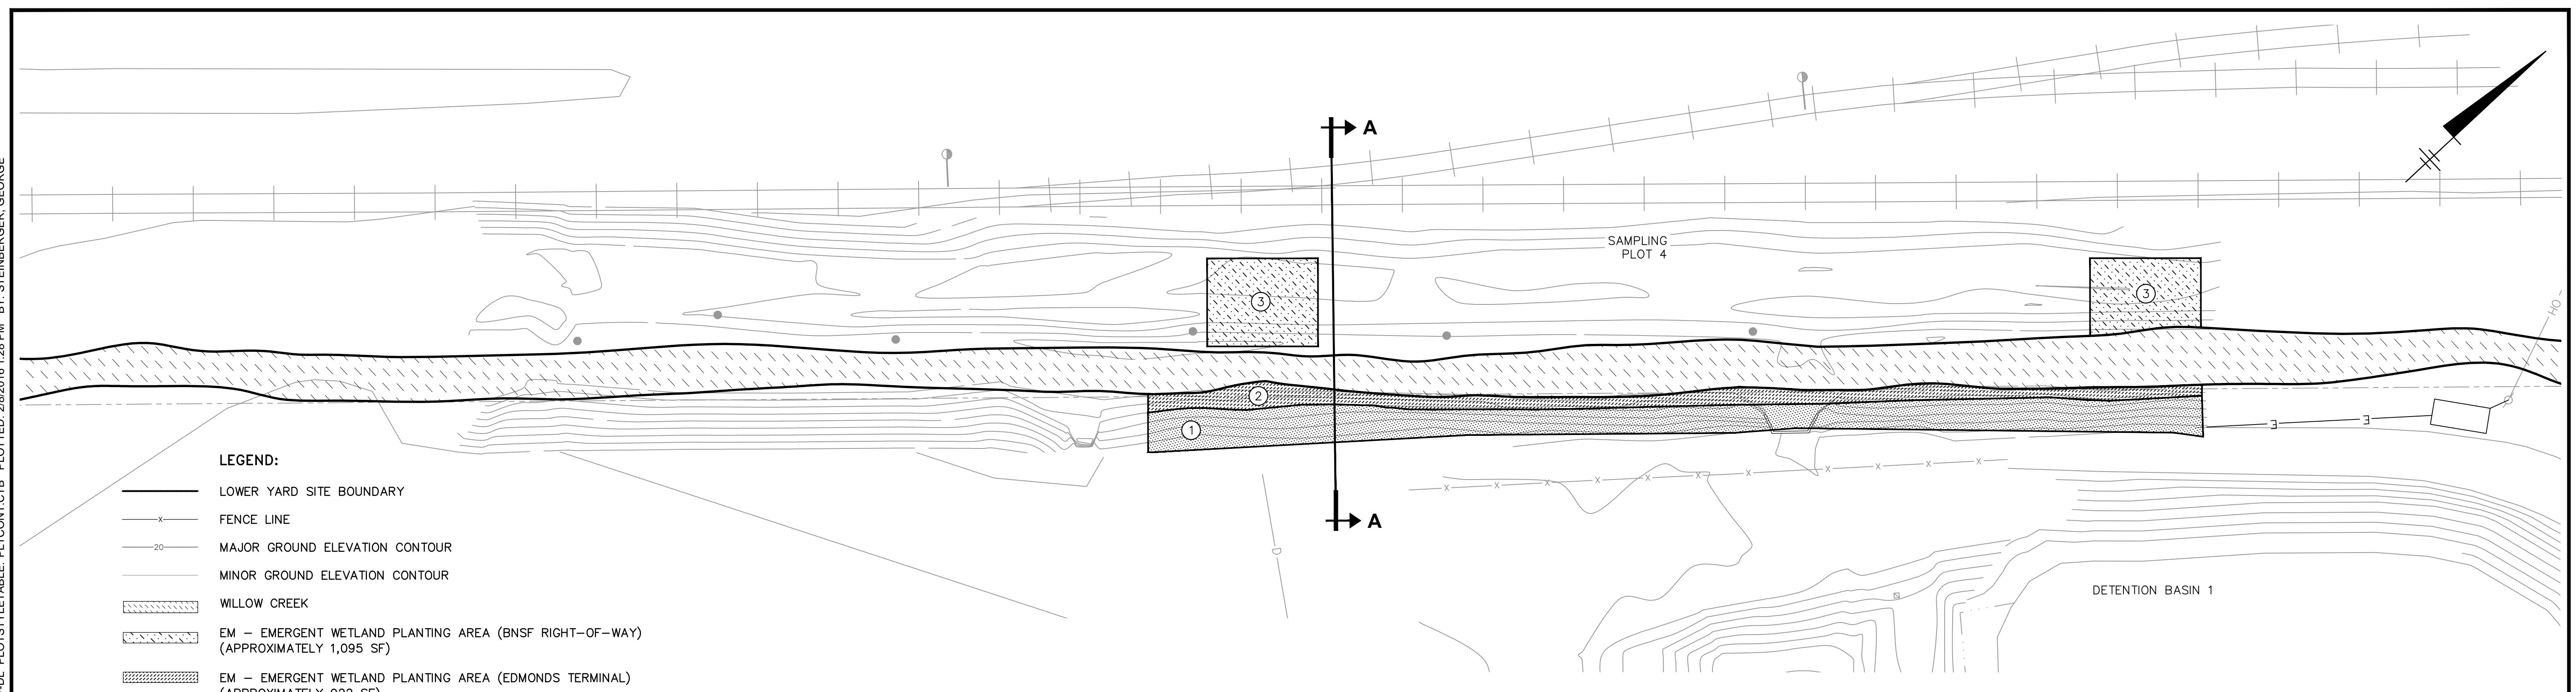 A
SAMPLING
PLOT 4
3
3
2
1
E
E
OH
A
D
LEGEND:
LOWER YARD SITE BOUNDARY
X FENCE LINE
20 MAJOR GROUND ELEVATION CONTOUR
MINOR GROUND ELEVATION CONTOUR
WILLOW CREEK
EM – EMERGENT WETLAND PLANTING AREA (BNSF RIGHT-OF-WAY)
(APPROXIMATELY 1,095 SF)
EM – EMERGENT WETLAND PLANTING AREA (EDMONDS TERMINAL)
X X X X X X X X X X X
DETENTION BASIN 1